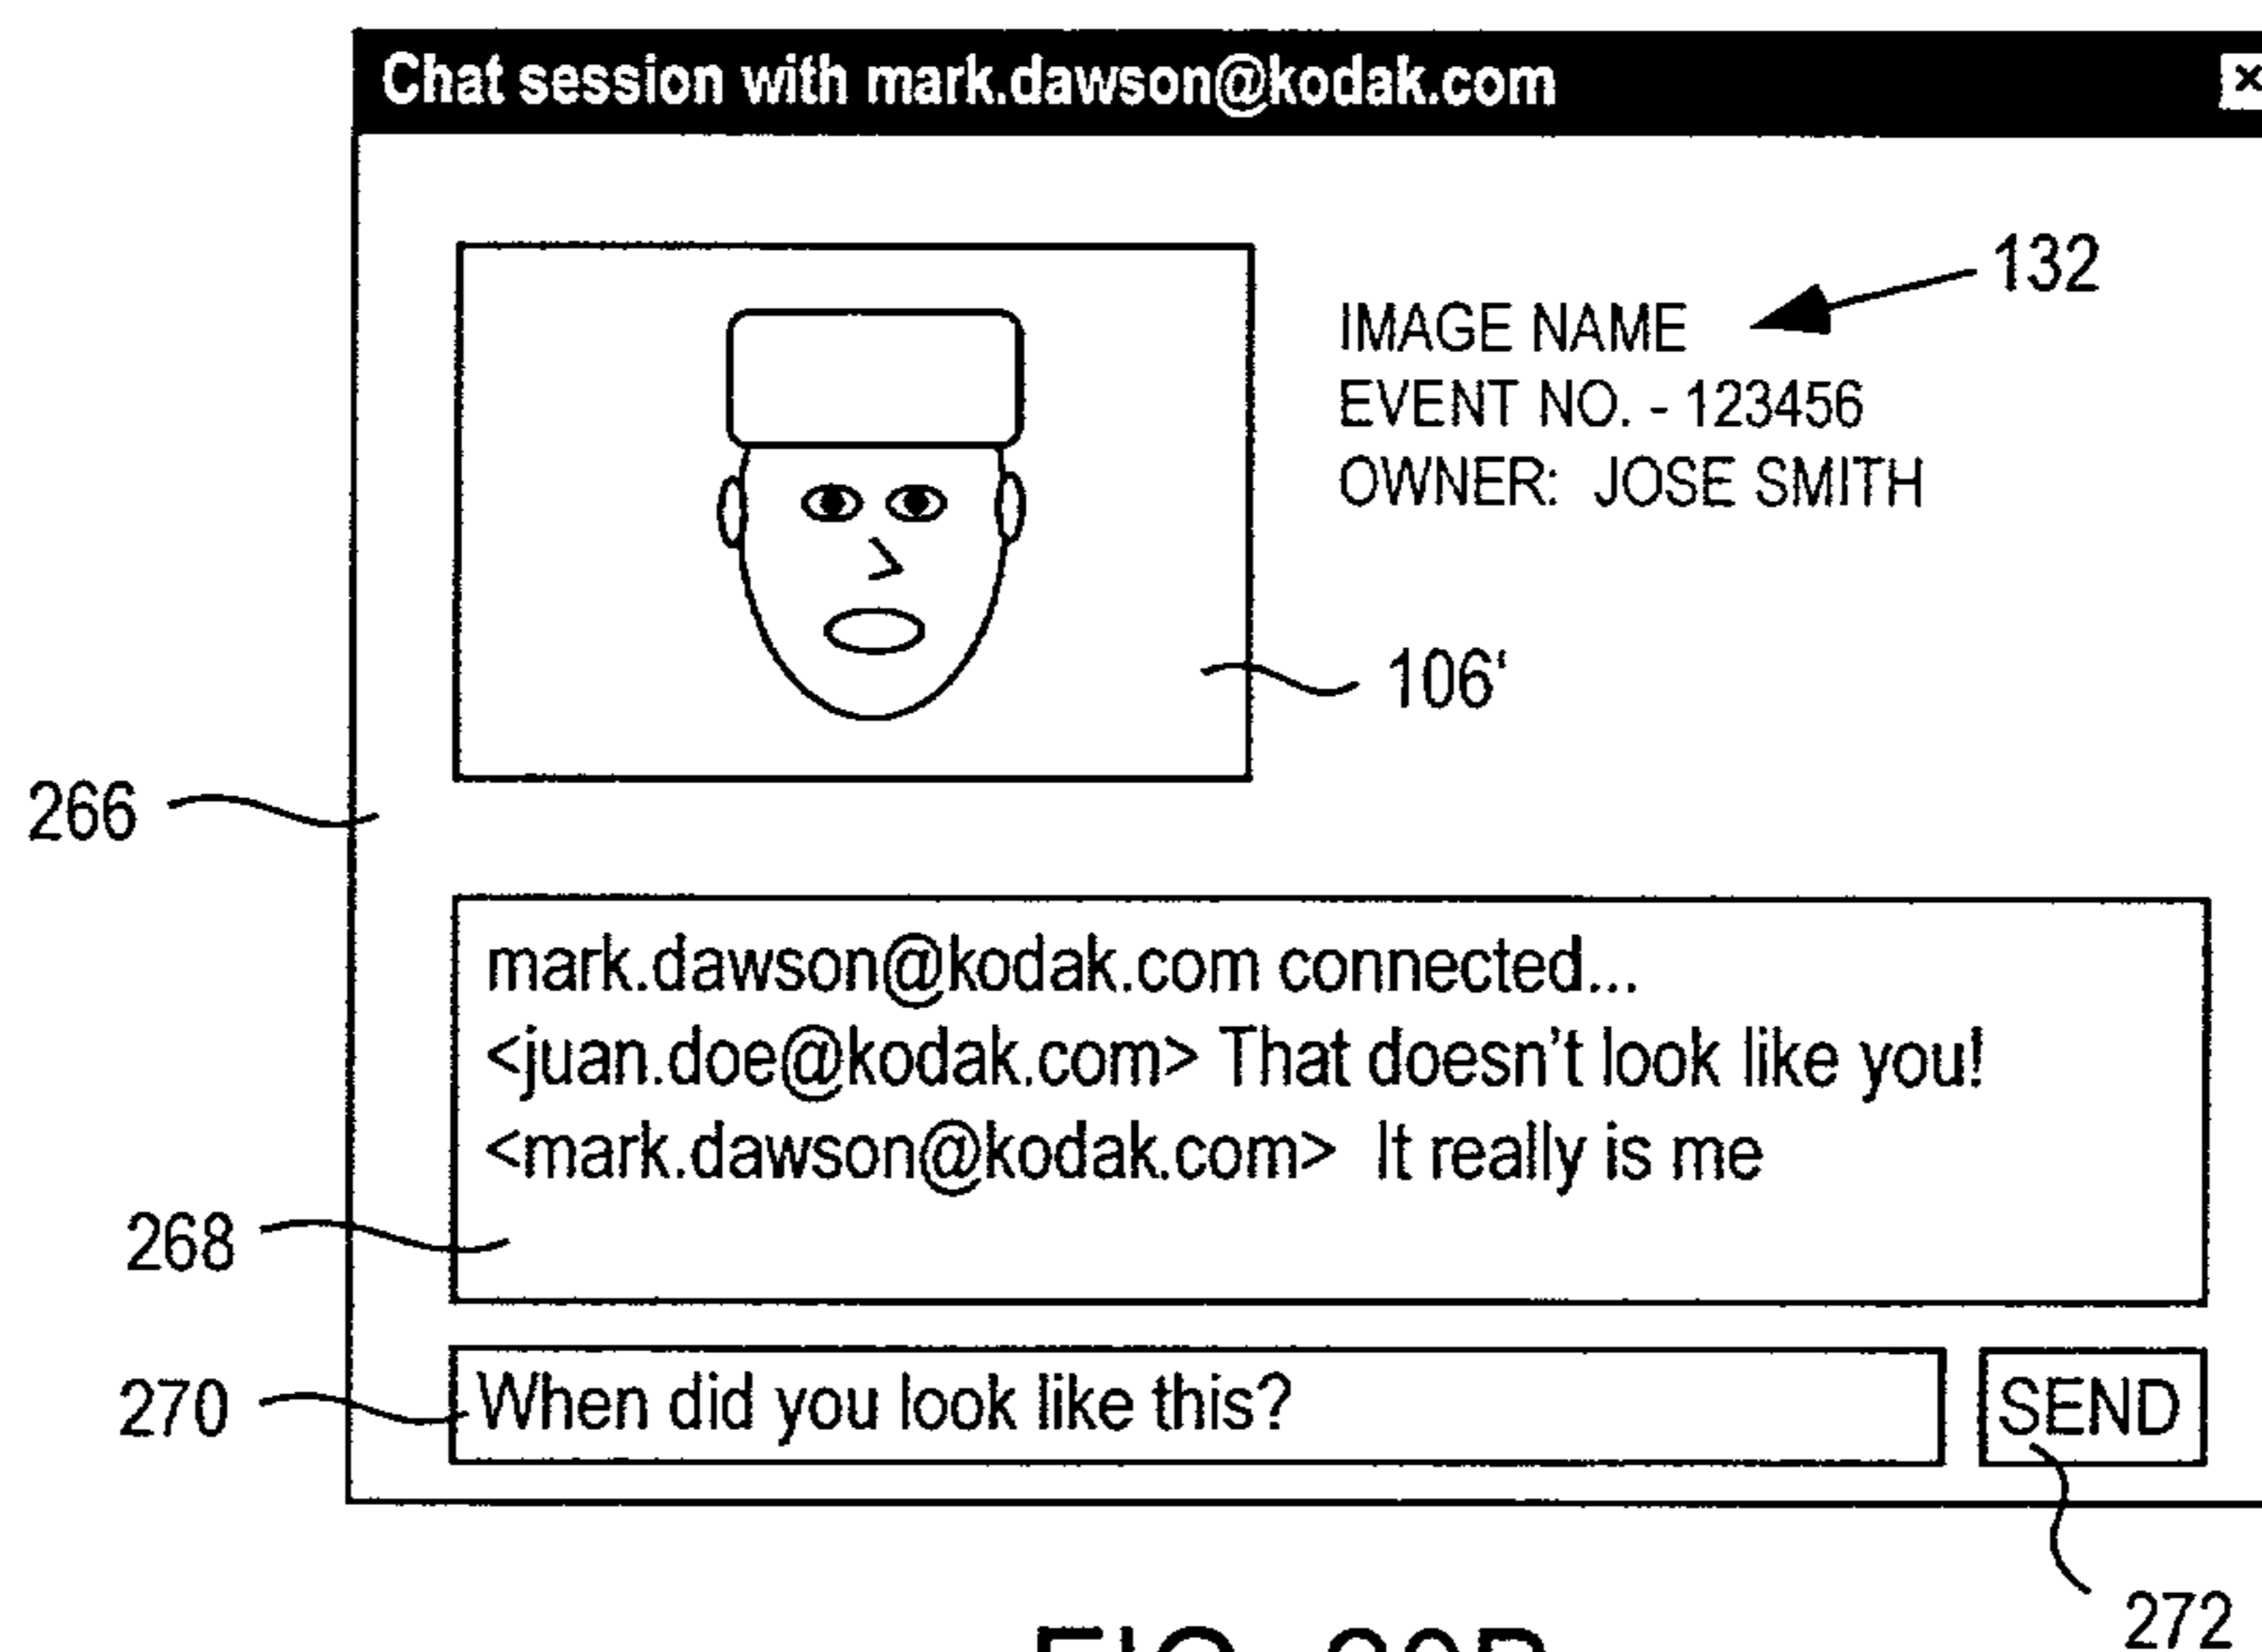 Chat session with mark.dawson@kodak.com
132
IMAGE NAME
EVENT NO. - 123456
OWNER: JOSE SMITH
106'
266
mark.dawson@kodak.com connected...
<juan.doe@kodak.com> That doesn't look like you!
<mark.dawson@kodak.com> It really is me
268
270
When did you look like this?
SEND
272